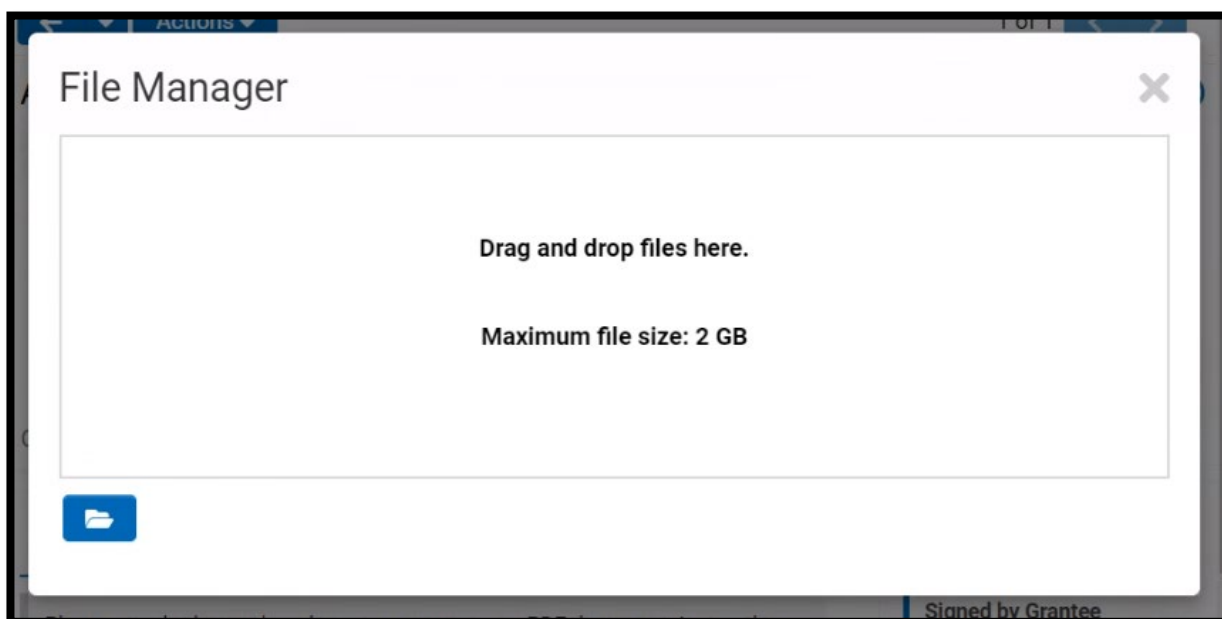 Actions
1 of 1
File Manager
Drag and drop files here.
Maximum file size: 2 GB
Signed by Grantee